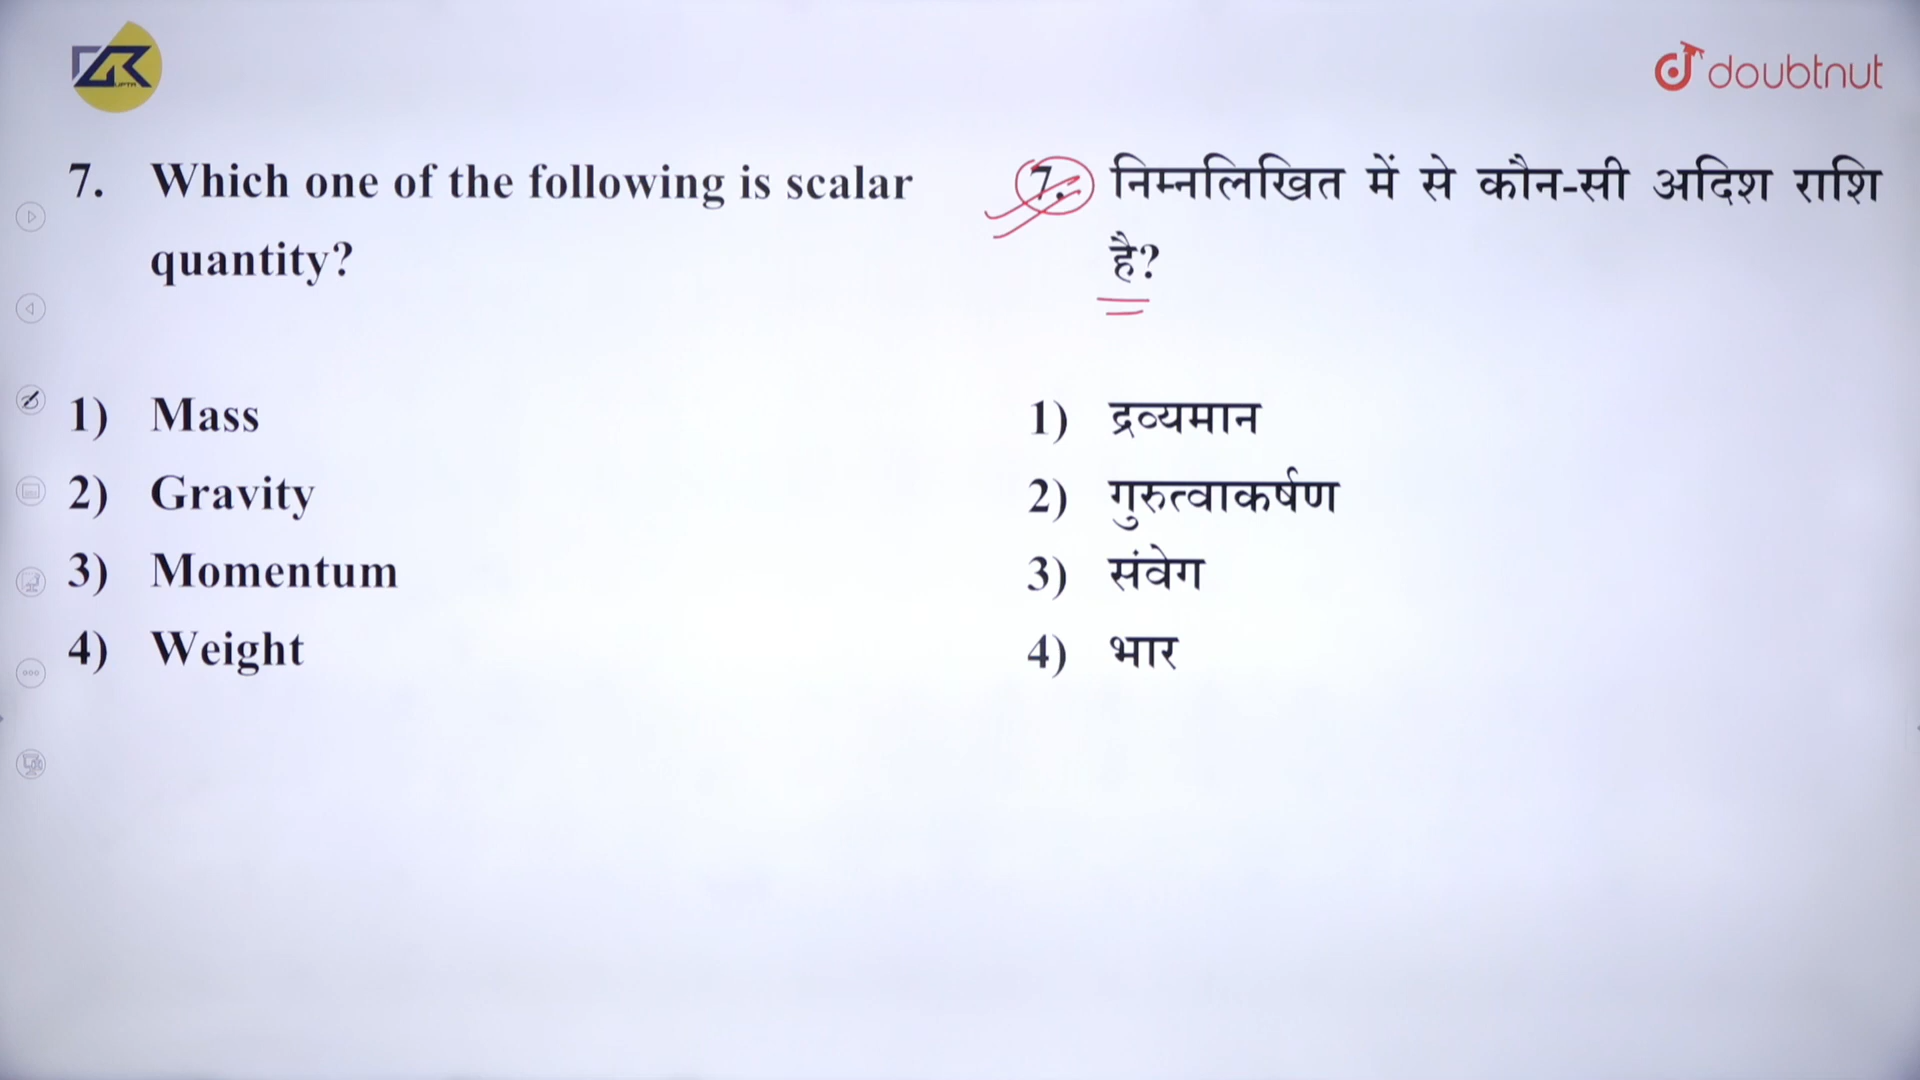 doubtnut
7. Which one of the following is scalar
quantity?
1) Mass
2) Gravity
3) Momentum
4) Weight
7. निम्नलिखित में से कौन-सी अदिश राशि
है?
1) द्रव्यमान
2) गुरुत्वाकर्षण
3) संवेग
4) भार